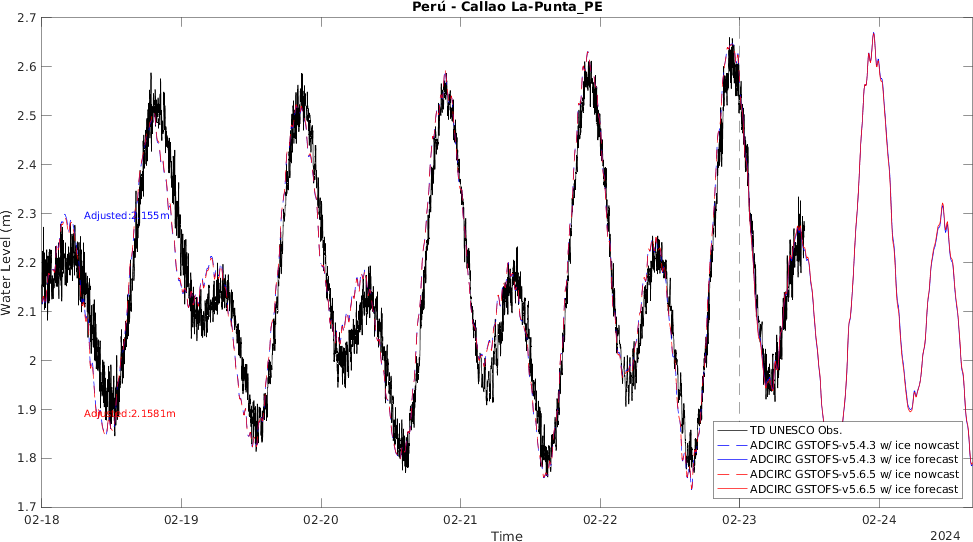 Perú - Callao La-Punta_PE
2.7
2.6
2.5
2.4
2.3
2.2
2.1
2
1.9
1.8
1.7
Water Level (m)
Adjusted:2.155m
Adjusted:2.1581m
TD UNESCO Obs.
ADCIRC GSTOFS-v5.4.3 w/ ice nowcast
ADCIRC GSTOFS-v5.4.3 w/ ice forecast
ADCIRC GSTOFS-v5.6.5 w/ ice nowcast
ADCIRC GSTOFS-v5.6.5 w/ ice forecast
02-18 02-19 02-20 02-21 02-22 02-23 02-24
Time
2024